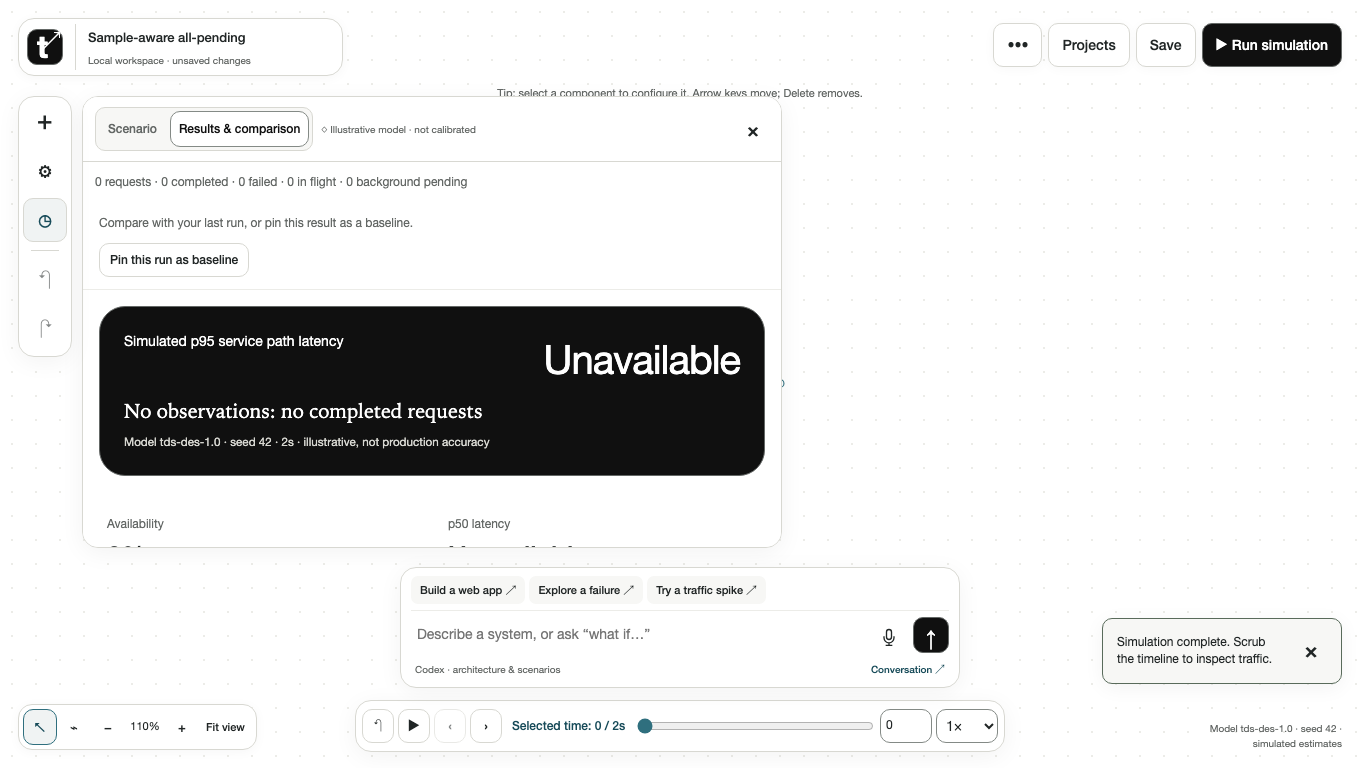 t
Sample-aware all-pending
Local workspace · unsaved changes
••• Projects Save ▶ Run simulation
Tip: select a component to configure it. Arrow keys move; Delete removes.
Scenario Results & comparison ◇ Illustrative model · not calibrated ×
0 requests · 0 completed · 0 failed · 0 in flight · 0 background pending
Compare with your last run, or pin this result as a baseline.
Pin this run as baseline
Simulated p95 service path latency
Unavailable
No observations: no completed requests
Model tds-des-1.0 · seed 42 · 2s · illustrative, not production accuracy
Availability p50 latency
Build a web app ↗ Explore a failure ↗ Try a traffic spike ↗
Describe a system, or ask “what if…”
Codex · architecture & scenarios Conversation ↗
Simulation complete. Scrub
the timeline to inspect traffic. ×
− 110% + Fit view
‹ › Selected time: 0 / 2s 0 1×
Model tds-des-1.0 · seed 42 ·
simulated estimates